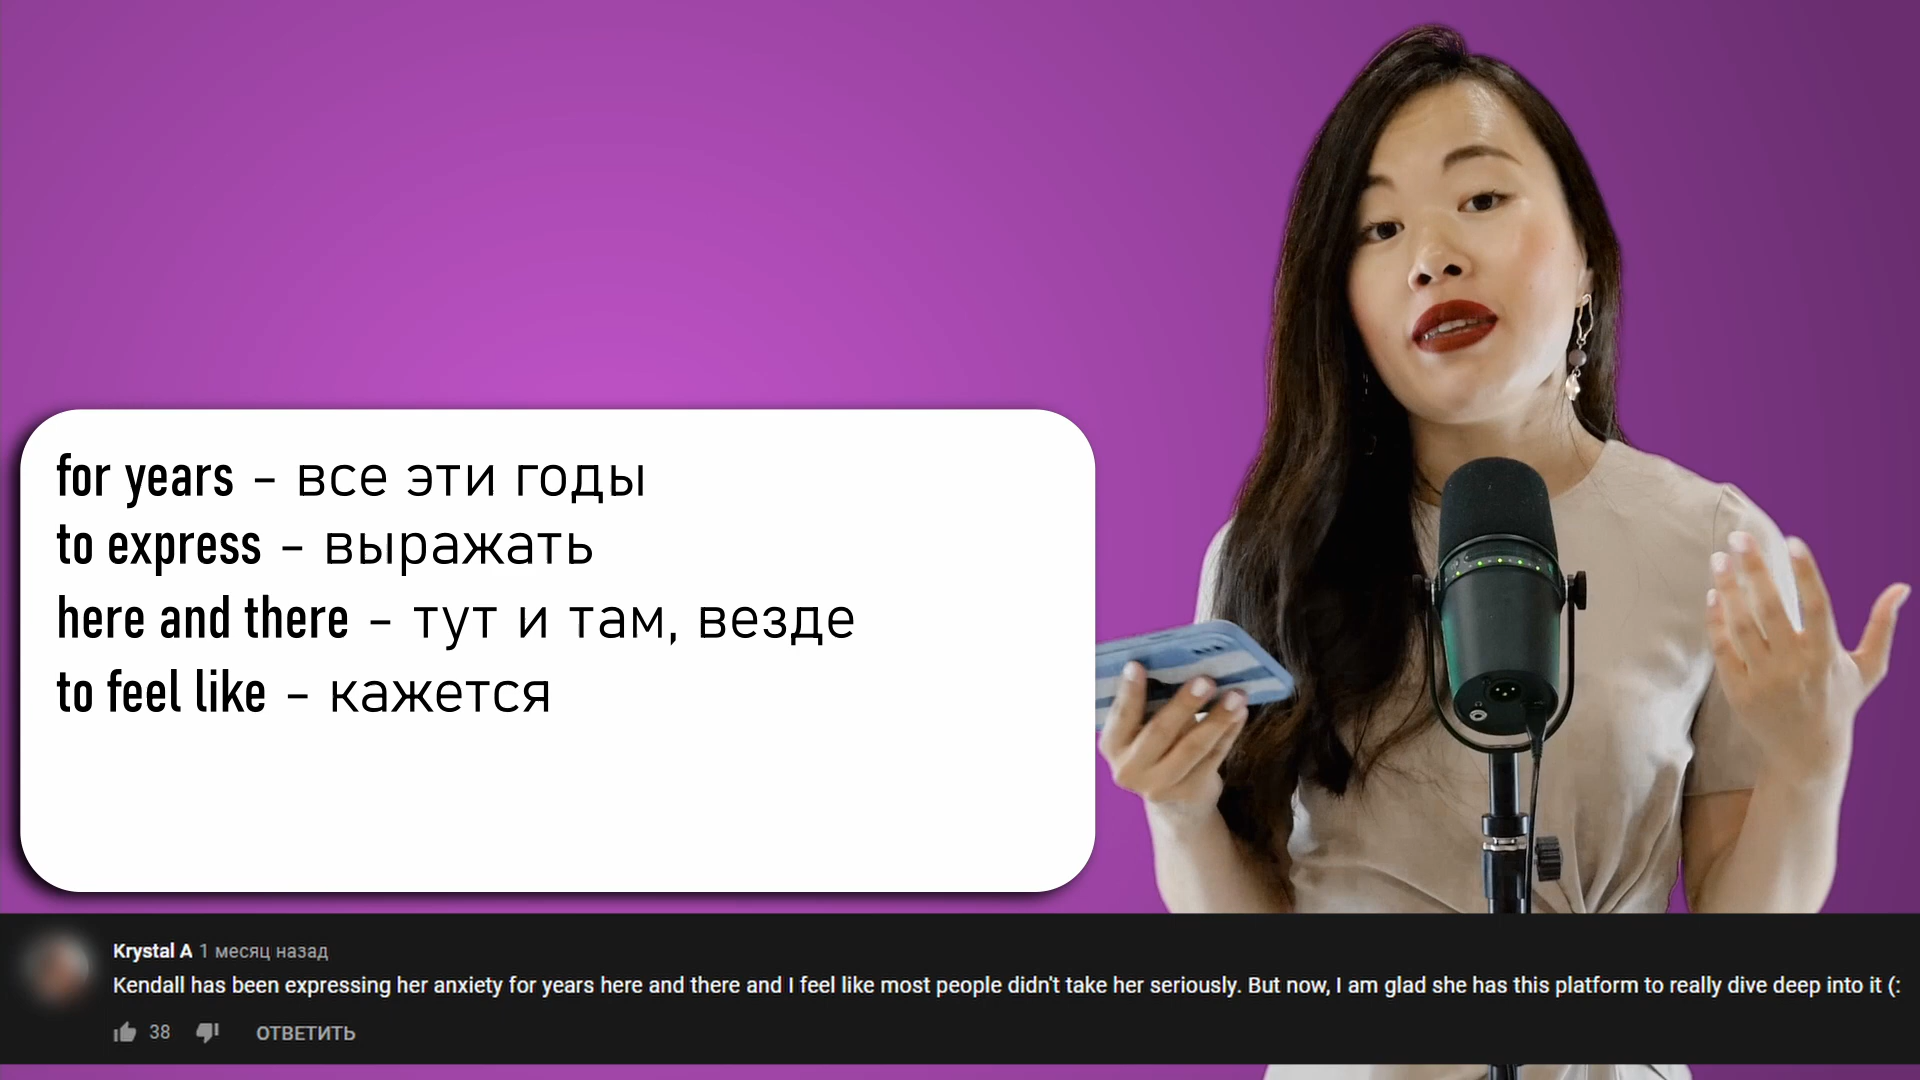 for years – все эти годы
to express – выражать
here and there – тут и там, везде
to feel like – кажется
Krystal A 1 месяц назад
Kendall has been expressing her anxiety for years here and there and I feel like most people didn't take her seriously. But now, I am glad she has this platform to really dive deep into it (:
38 ОТВЕТИТЬ